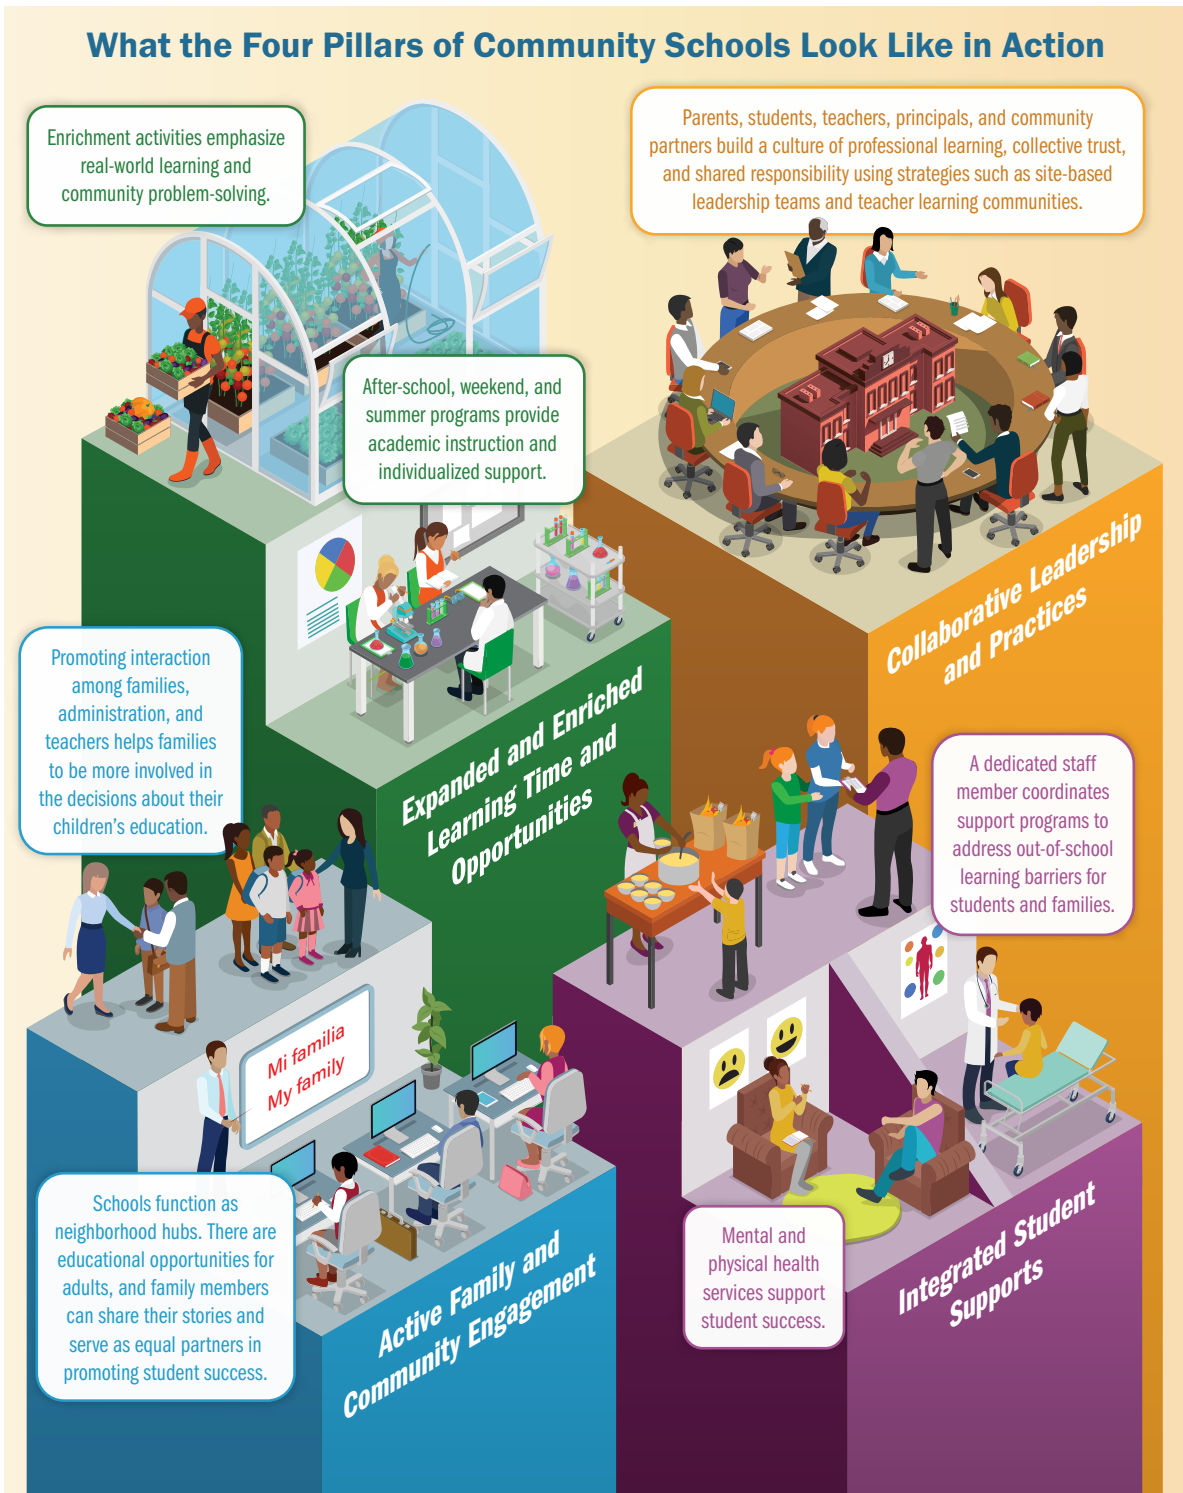 What the Four Pillars of Community Schools Look Like in Action
Enrichment activities emphasize
real-world learning and
community problem-solving.
Parents, students, teachers, principals, and community
partners build a culture of professional learning, collective trust,
and shared responsibility using strategies such as site-based
leadership teams and teacher learning communities.
After-school, weekend, and
summer programs provide
academic instruction and
individualized support.
Collaborative Leadership
and Practices
Expanded and Enriched
Learning Time and
Opportunities
Promoting interaction
among families,
administration, and
teachers helps families
to be more involved in
the decisions about their
children's education.
A dedicated staff
member coordinates
support programs to
address out-of-school
learning barriers for
students and families.
Mi familia
My family
Schools function as
neighborhood hubs. There are
educational opportunities for
adults, and family members
can share their stories and
serve as equal partners in
promoting student success.
Active Family and
Community Engagement
Mental and
physical health
services support
student success.
Integrated Student
Supports